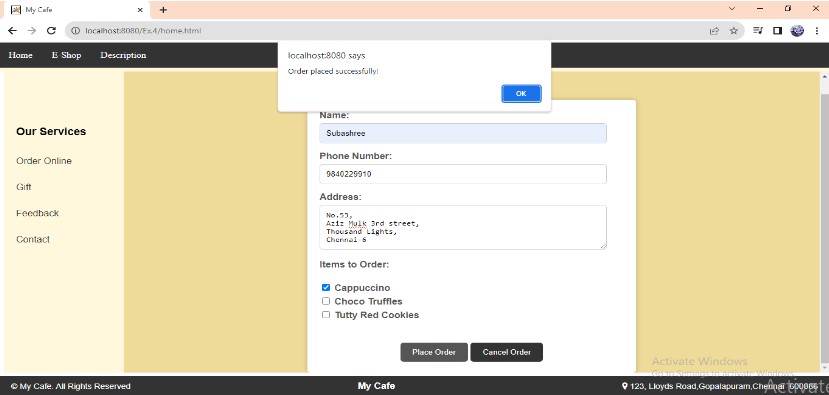 My Cafe
localhost:8080/Ex.4/home.html
Home E-Shop Description
localhost:8080 says
Order placed successfully!
OK
Our Services
Order Online
Gift
Feedback
Contact
Name:
Subashree
Phone Number:
9840229910
Address:
No.53,
Aziz Mulk 3rd street,
Thousand Lights,
Chennai-6
Items to Order:
Cappuccino
Choco Truffles
Tutty Red Cookies
Place Order Cancel Order
Activate Windows
Go to Settings to activate Windows.
© My Cafe. All Rights Reserved My Cafe 123, Lloyds Road,Gopalapuram,Chennai-600086
Activate